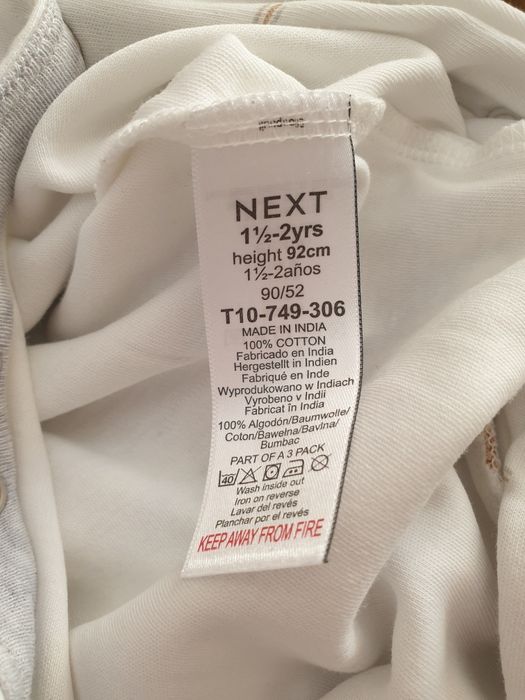 NEXT
1½-2yrs
height 92cm
1½-2años
90/52
T10-749-306
MADE IN INDIA
100% COTTON
Fabricado en India
Hergestellt in Indien
Fabriqué en Inde
Wyprodukowano w Indiach
Vyrobeno v Indii
Fabricat în India
100% Algodón/Baumwolle/
Coton/Bawełna/Bavlna/
Bumbac
PART OF A 3 PACK
40
Wash inside out
Iron on reverse
Lavar del revés
Planchar por el revés
KEEP AWAY FROM FIRE